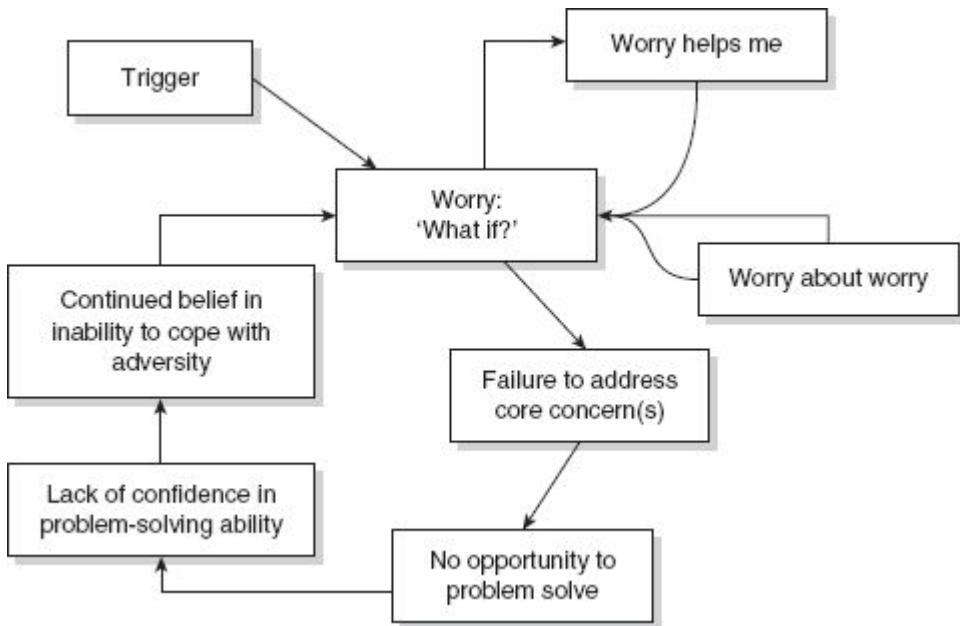 Trigger
Worry helps me
Worry:
‘What if?’
Worry about worry
Continued belief in
inability to cope with
adversity
Failure to address
core concern(s)
Lack of confidence in
problem-solving ability
No opportunity to
problem solve